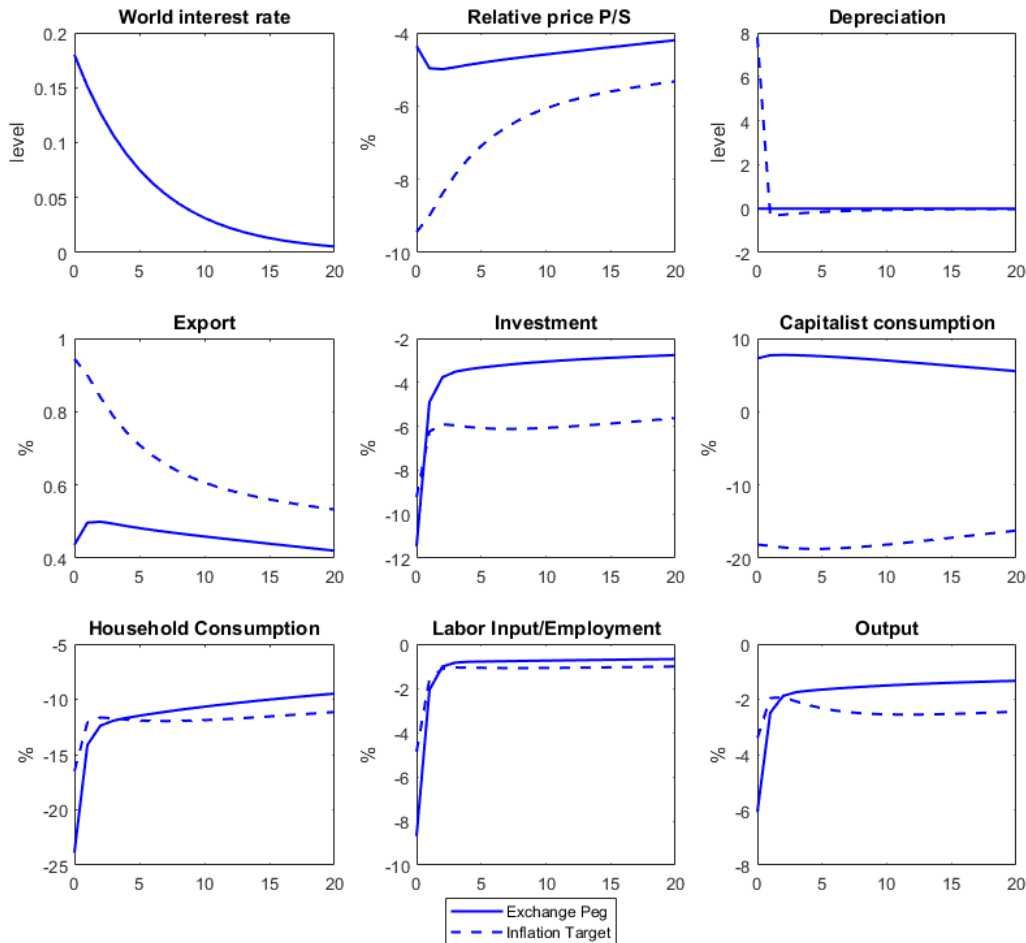 World interest rate
0.2
0.15
0.1
0.05
0
level
0 5 10 15 20
Relative price P/S
-4
-6
-8
-10
%
0 5 10 15 20
Depreciation
8
6
4
2
0
-2
level
0 5 10 15 20
Export
1
0.8
0.6
0.4
%
0 5 10 15 20
Investment
-2
-4
-6
-8
-10
-12
%
0 5 10 15 20
Capitalist consumption
10
0
-10
-20
%
0 5 10 15 20
Household Consumption
-5
-10
-15
-20
-25
%
0 5 10 15 20
Labor Input/Employment
0
-2
-4
-6
-8
-10
%
0 5 10 15 20
Output
0
-2
-4
-6
-8
%
0 5 10 15 20
Exchange Peg
Inflation Target